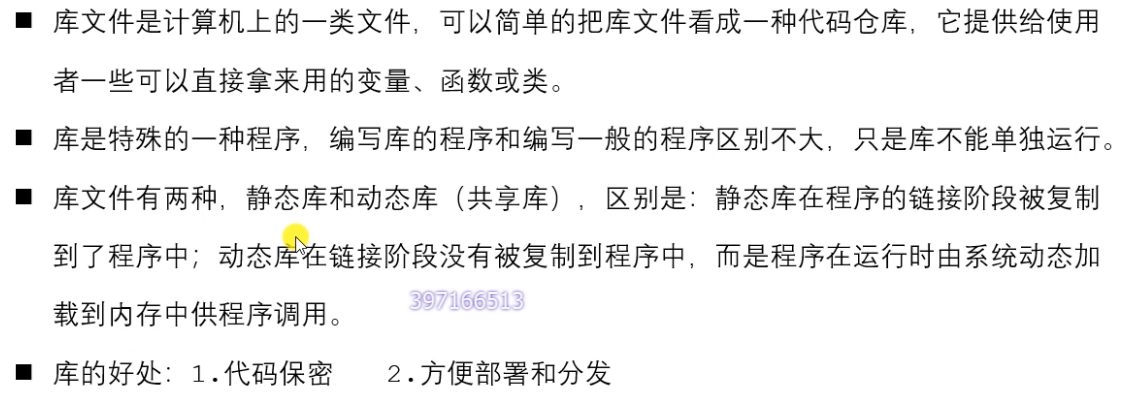 ■ 库文件是计算机上的一类文件，可以简单的把库文件看成一种代码仓库，它提供给使用
者一些可以直接拿来用的变量、函数或类。
■ 库是特殊的一种程序，编写库的程序和编写一般的程序区别不大，只是库不能单独运行。
■ 库文件有两种，静态库和动态库（共享库），区别是：静态库在程序的链接阶段被复制
到了程序中；动态库在链接阶段没有被复制到程序中，而是程序在运行时由系统动态加
397166513
载到内存中供程序调用。
■ 库的好处：1.代码保密 2.方便部署和分发